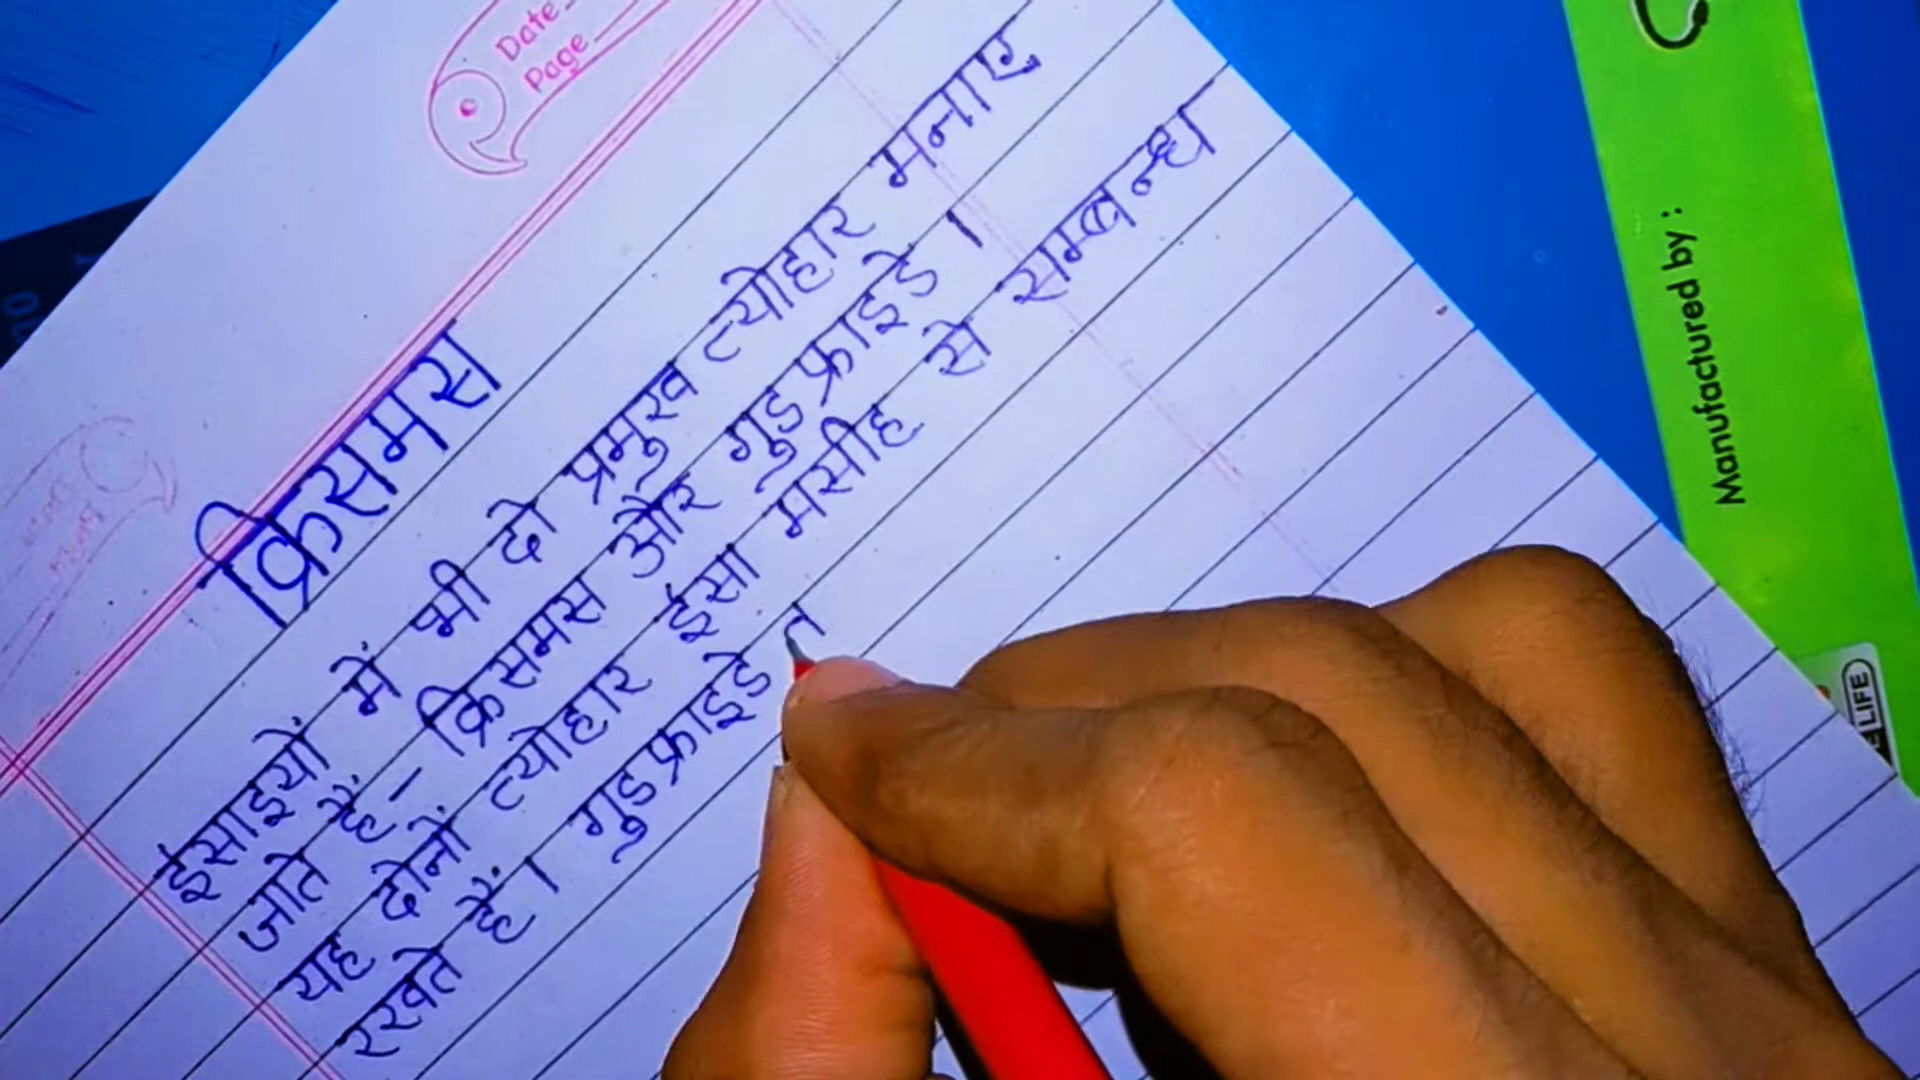 Date
Page
क्रिसमस
ईसाइयों में भी दो प्रमुख त्योहार मनाए
जाते हैं - क्रिसमस और गुडफ्राइडे ।
यह दोनों त्योहार ईसा मसीह से सम्बन्ध
रखते हैं । गुडफ्राइडे त
Manufactured by :
LIFE